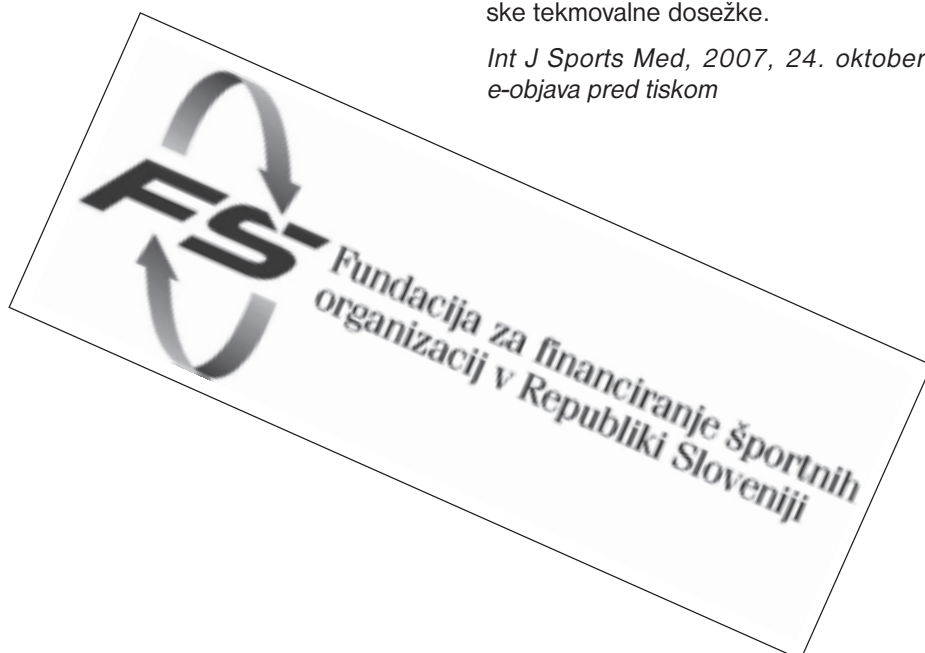 ske tekmovalne dosežke.
Int J Sports Med, 2007, 24. oktober
e-objava pred tiskom
FS
Fundacija za financiranje športnih
organizacij v Republiki Sloveniji